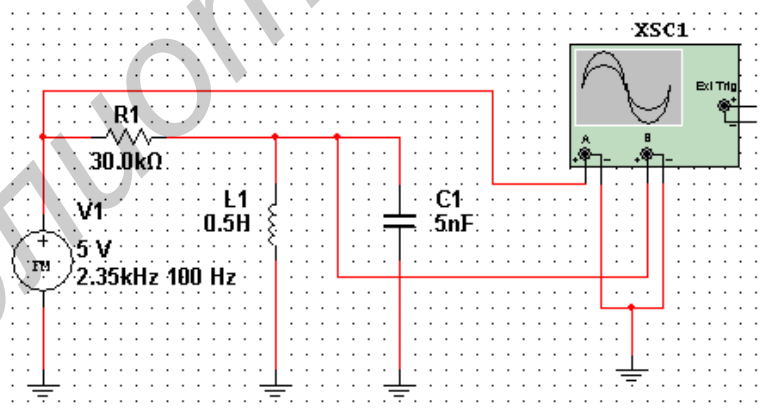 XSC1
Ext Trig
+
-
A
B
+ -
+ -
R1
30.0kΩ
V1
+
FM
5 V
2.35kHz 100 Hz
L1
0.5H
C1
5nF